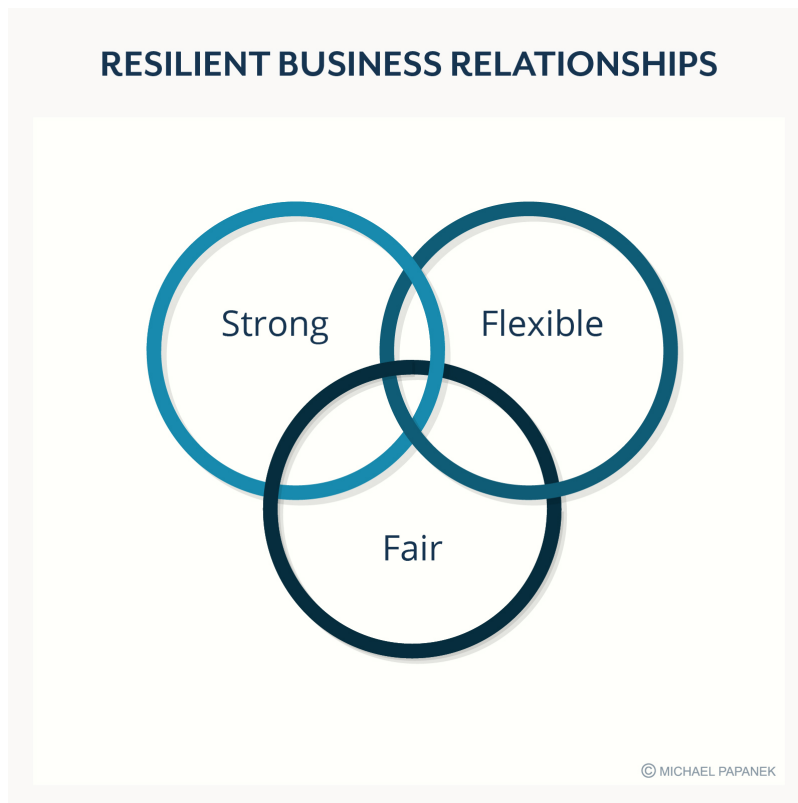 RESILIENT BUSINESS RELATIONSHIPS
Strong
Flexible
Fair
© MICHAEL PAPANEK